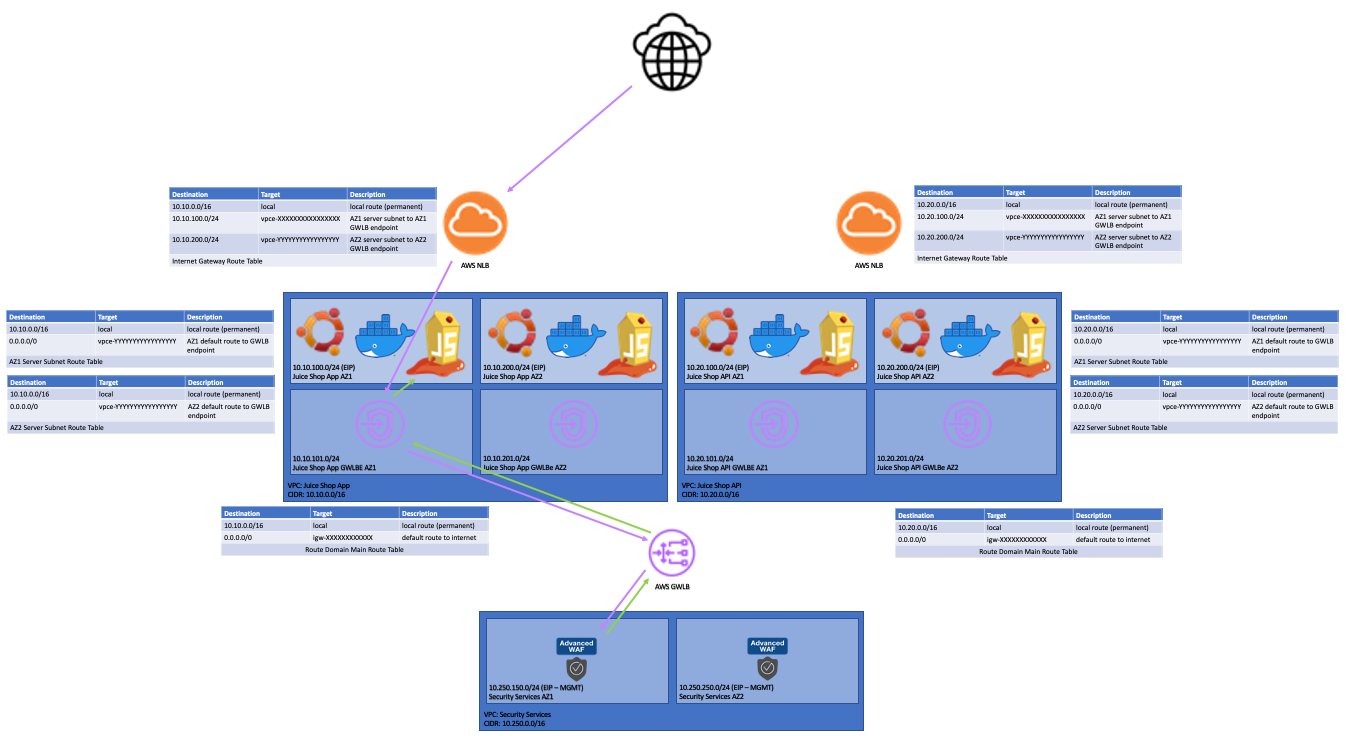 Destination Target Description
10.10.0.0/16 local local route (permanent)
10.10.100.0/24 vpce-XXXXXXXXXXXXXXXX AZ1 server subnet to AZ1
GWLB endpoint
10.10.200.0/24 vpce-YYYYYYYYYYYYYYYY AZ2 server subnet to AZ2
GWLB endpoint
Internet Gateway Route Table
AWS NLB
AWS NLB
Destination Target Description
10.20.0.0/16 local local route (permanent)
10.20.100.0/24 vpce-XXXXXXXXXXXXXXXX AZ1 server subnet to AZ1
GWLB endpoint
10.20.200.0/24 vpce-YYYYYYYYYYYYYYYY AZ2 server subnet to AZ2
GWLB endpoint
Internet Gateway Route Table
Destination Target Description
10.10.0.0/16 local local route (permanent)
0.0.0.0/0 vpce-YYYYYYYYYYYYYYYY AZ1 default route to GWLB
endpoint
AZ1 Server Subnet Route Table
Destination Target Description
10.10.0.0/16 local local route (permanent)
0.0.0.0/0 vpce-YYYYYYYYYYYYYYYY AZ2 default route to GWLB
endpoint
AZ2 Server Subnet Route Table
JS
10.10.100.0/24 (EIP)
Juice Shop App AZ1
JS
10.10.200.0/24 (EIP)
Juice Shop App AZ2
10.10.101.0/24
Juice Shop App GWLBE AZ1
10.10.201.0/24
Juice Shop App GWLBe AZ2
VPC: Juice Shop App
CIDR: 10.10.0.0/16
JS
10.20.100.0/24 (EIP)
Juice Shop API AZ1
JS
10.20.200.0/24 (EIP)
Juice Shop API AZ2
10.20.101.0/24
Juice Shop API GWLBE AZ1
10.20.201.0/24
Juice Shop API GWLBe AZ2
VPC: Juice Shop API
CIDR: 10.20.0.0/16
Destination Target Description
10.20.0.0/16 local local route (permanent)
0.0.0.0/0 vpce-YYYYYYYYYYYYYYYY AZ1 default route to GWLB
endpoint
AZ1 Server Subnet Route Table
Destination Target Description
10.20.0.0/16 local local route (permanent)
0.0.0.0/0 vpce-YYYYYYYYYYYYYYYY AZ2 default route to GWLB
endpoint
AZ2 Server Subnet Route Table
Destination Target Description
10.10.0.0/16 local local route (permanent)
0.0.0.0/0 igw-XXXXXXXXXXXXX default route to internet
Route Domain Main Route Table
AWS GWLB
Destination Target Description
10.20.0.0/16 local local route (permanent)
0.0.0.0/0 igw-XXXXXXXXXXXXX default route to internet
Route Domain Main Route Table
Advanced
WAF
10.250.150.0/24 (EIP – MGMT)
Security Services AZ1
Advanced
WAF
10.250.250.0/24 (EIP – MGMT)
Security Services AZ2
VPC: Security Services
CIDR: 10.250.0.0/16